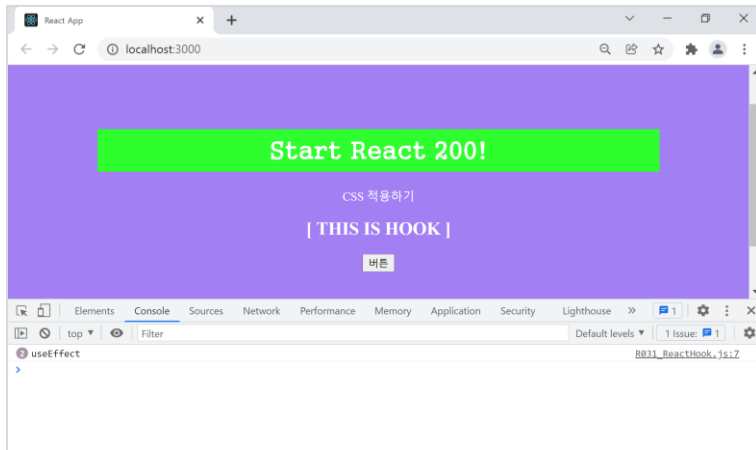 React App
localhost:3000
Start React 200!
CSS 적용하기
[ THIS IS HOOK ]
버튼
Elements Console Sources Network Performance Memory Application Security Lighthouse » 1
top ▼ Filter Default levels ▼ 1 Issue: 1
2 useEffect R031_ReactHook.js:7
>